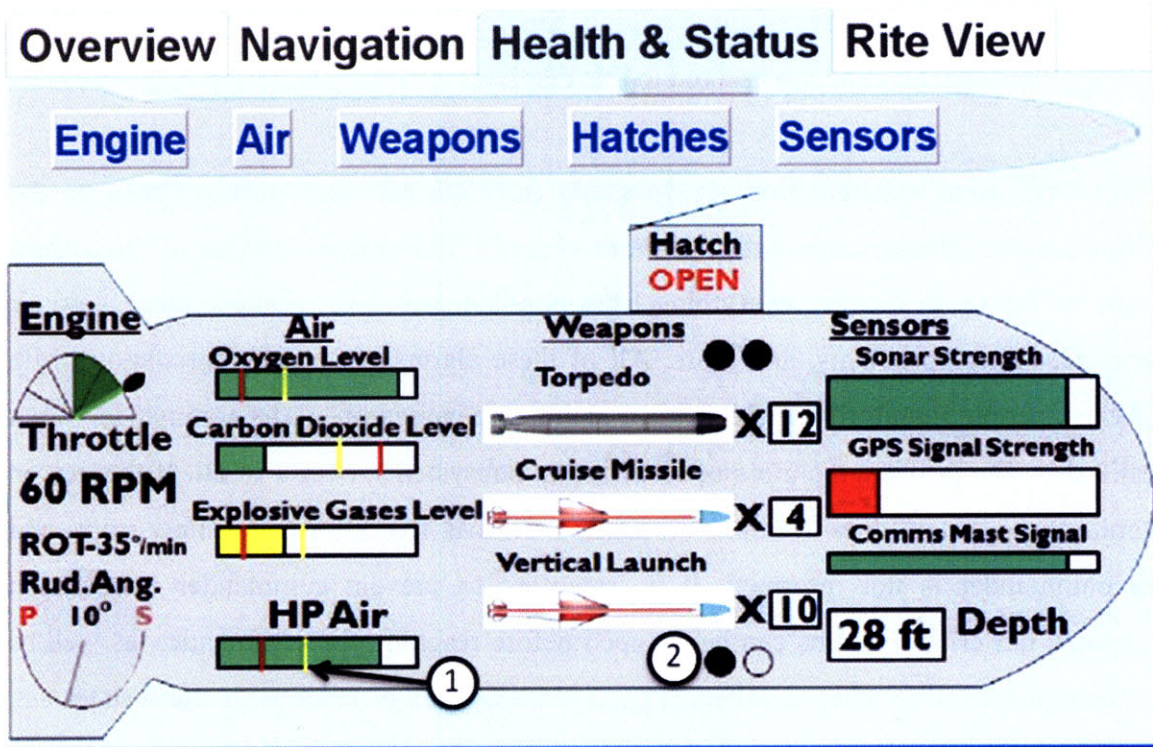 Overview Navigation Health & Status Rite View
Engine Air Weapons Hatches Sensors
Hatch
OPEN
Engine
Throttle
60 RPM
ROT-35°/min
Rud.Ang.
P 10° S
Air
Oxygen Level
Carbon Dioxide Level
Explosive Gases Level
HP Air
1
Weapons
Torpedo
X 12
Cruise Missile
X 4
Vertical Launch
X 10
2
Sensors
Sonar Strength
GPS Signal Strength
Comms Mast Signal
28 ft Depth